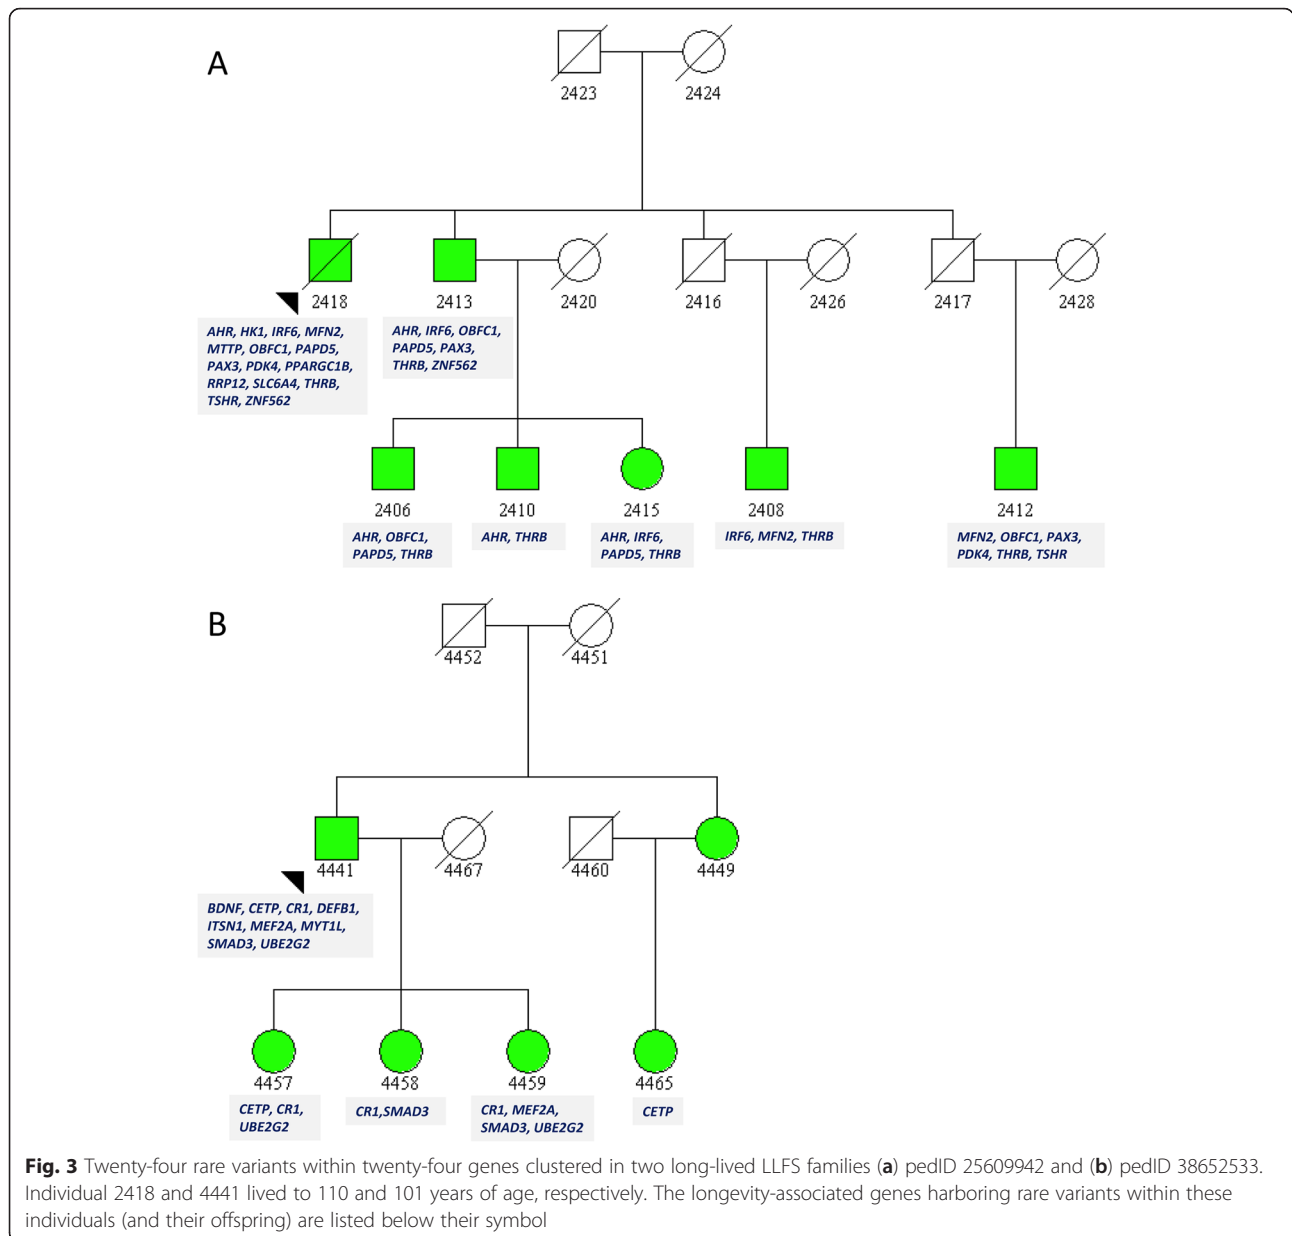 A
2423
2424
2418
2413
2420
2416
2426
2417
2428
AHR, HK1, IRF6, MFN2,
MTTP, OBFC1, PAPD5,
PAX3, PDK4, PPARGC1B,
RRP12, SLC6A4, THRB,
TSHR, ZNF562
AHR, IRF6, OBFC1,
PAPD5, PAX3,
THRB, ZNF562
2406
2410
2415
2408
2412
AHR, OBFC1,
PAPD5, THRB
AHR, THRB
AHR, IRF6,
PAPD5, THRB
IRF6, MFN2, THRB
MFN2, OBFC1, PAX3,
PDK4, THRB, TSHR
B
4452
4451
4441
4467
4460
4449
BDNF, CETP, CR1, DEFB1,
ITSN1, MEF2A, MYT1L,
SMAD3, UBE2G2
4457
4458
4459
4465
CETP, CR1,
UBE2G2
CR1,SMAD3
CR1, MEF2A,
SMAD3, UBE2G2
CETP
Fig. 3 Twenty-four rare variants within twenty-four genes clustered in two long-lived LLFS families (a) pedID 25609942 and (b) pedID 38652533.
Individual 2418 and 4441 lived to 110 and 101 years of age, respectively. The longevity-associated genes harboring rare variants within these
individuals (and their offspring) are listed below their symbol